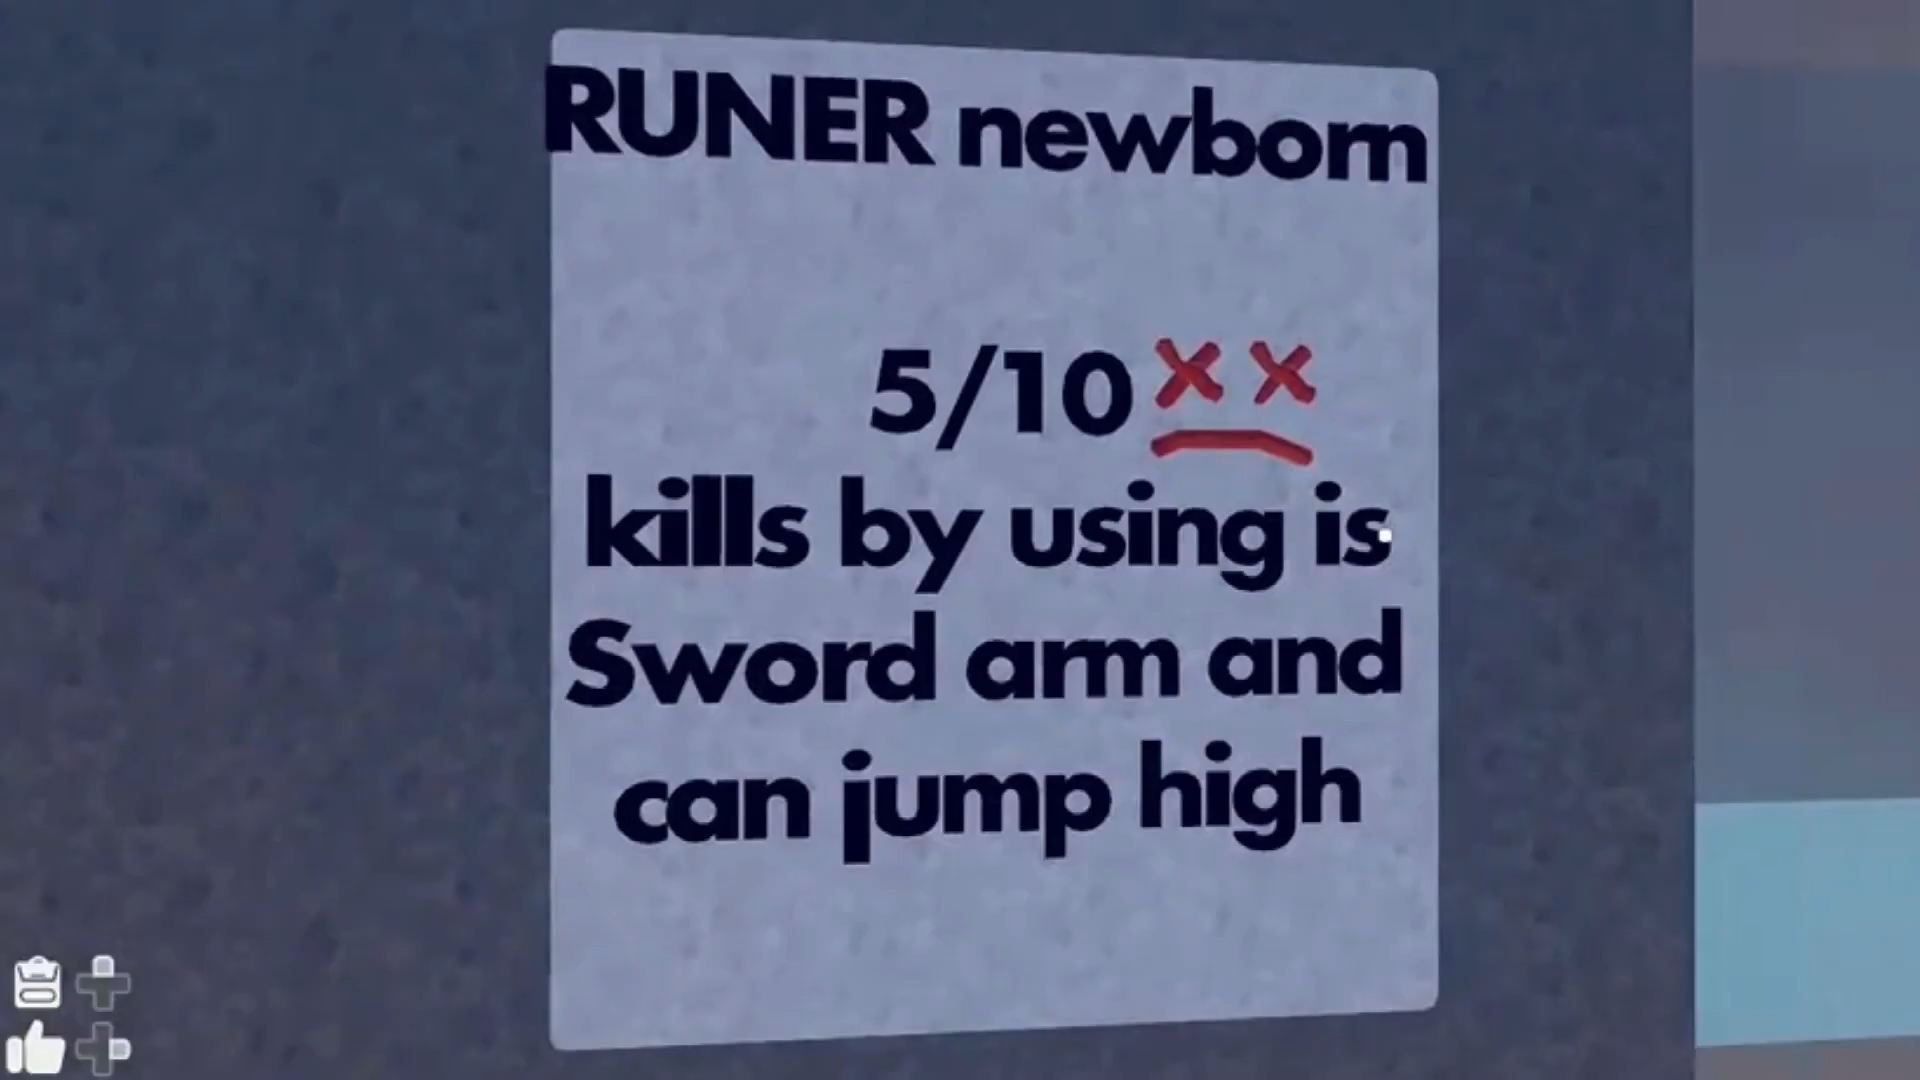 RUNER newborn
5/10
kills by using is
Sword arm and
can jump high